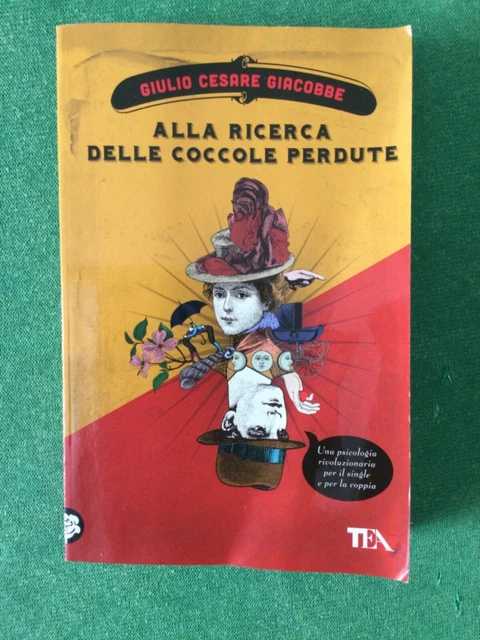 GIULIO CESARE GIACOBBE
ALLA RICERCA
DELLE COCCOLE PERDUTE
Una psicologia
rivoluzionaria
per il single
e per la coppia
TEA